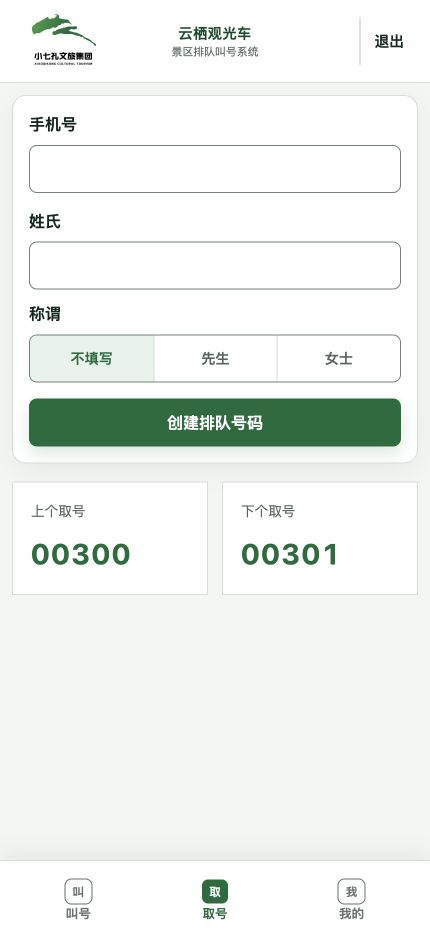 云栖观光车
景区排队叫号系统
退出
小七孔文旅集团
手机号
姓氏
称谓
不填写
先生
女士
创建排队号码
上个取号
00300
下个取号
00301
叫
叫号
取
取号
我
我的